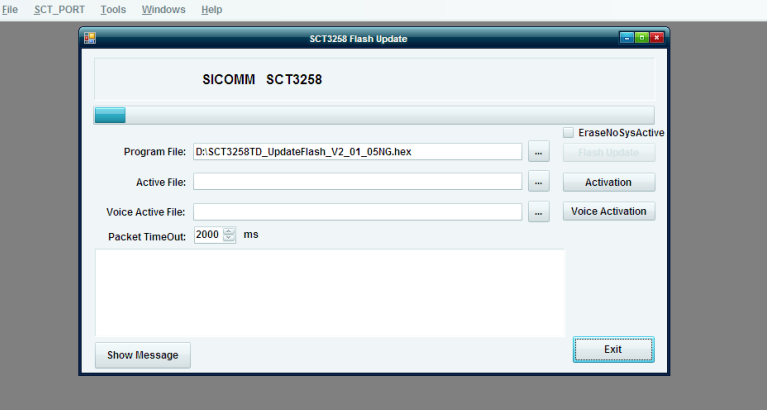 File SCT_PORT Tools Windows Help
SCT3258 Flash Update
SICOMM SCT3258
EraseNoSysActive
Program File: D:\SCT3258TD_UpdateFlash_V2_01_05NG.hex ... Flash Update
Active File: ... Activation
Voice Active File: ... Voice Activation
Packet TimeOut: 2000 ms
Show Message
Exit